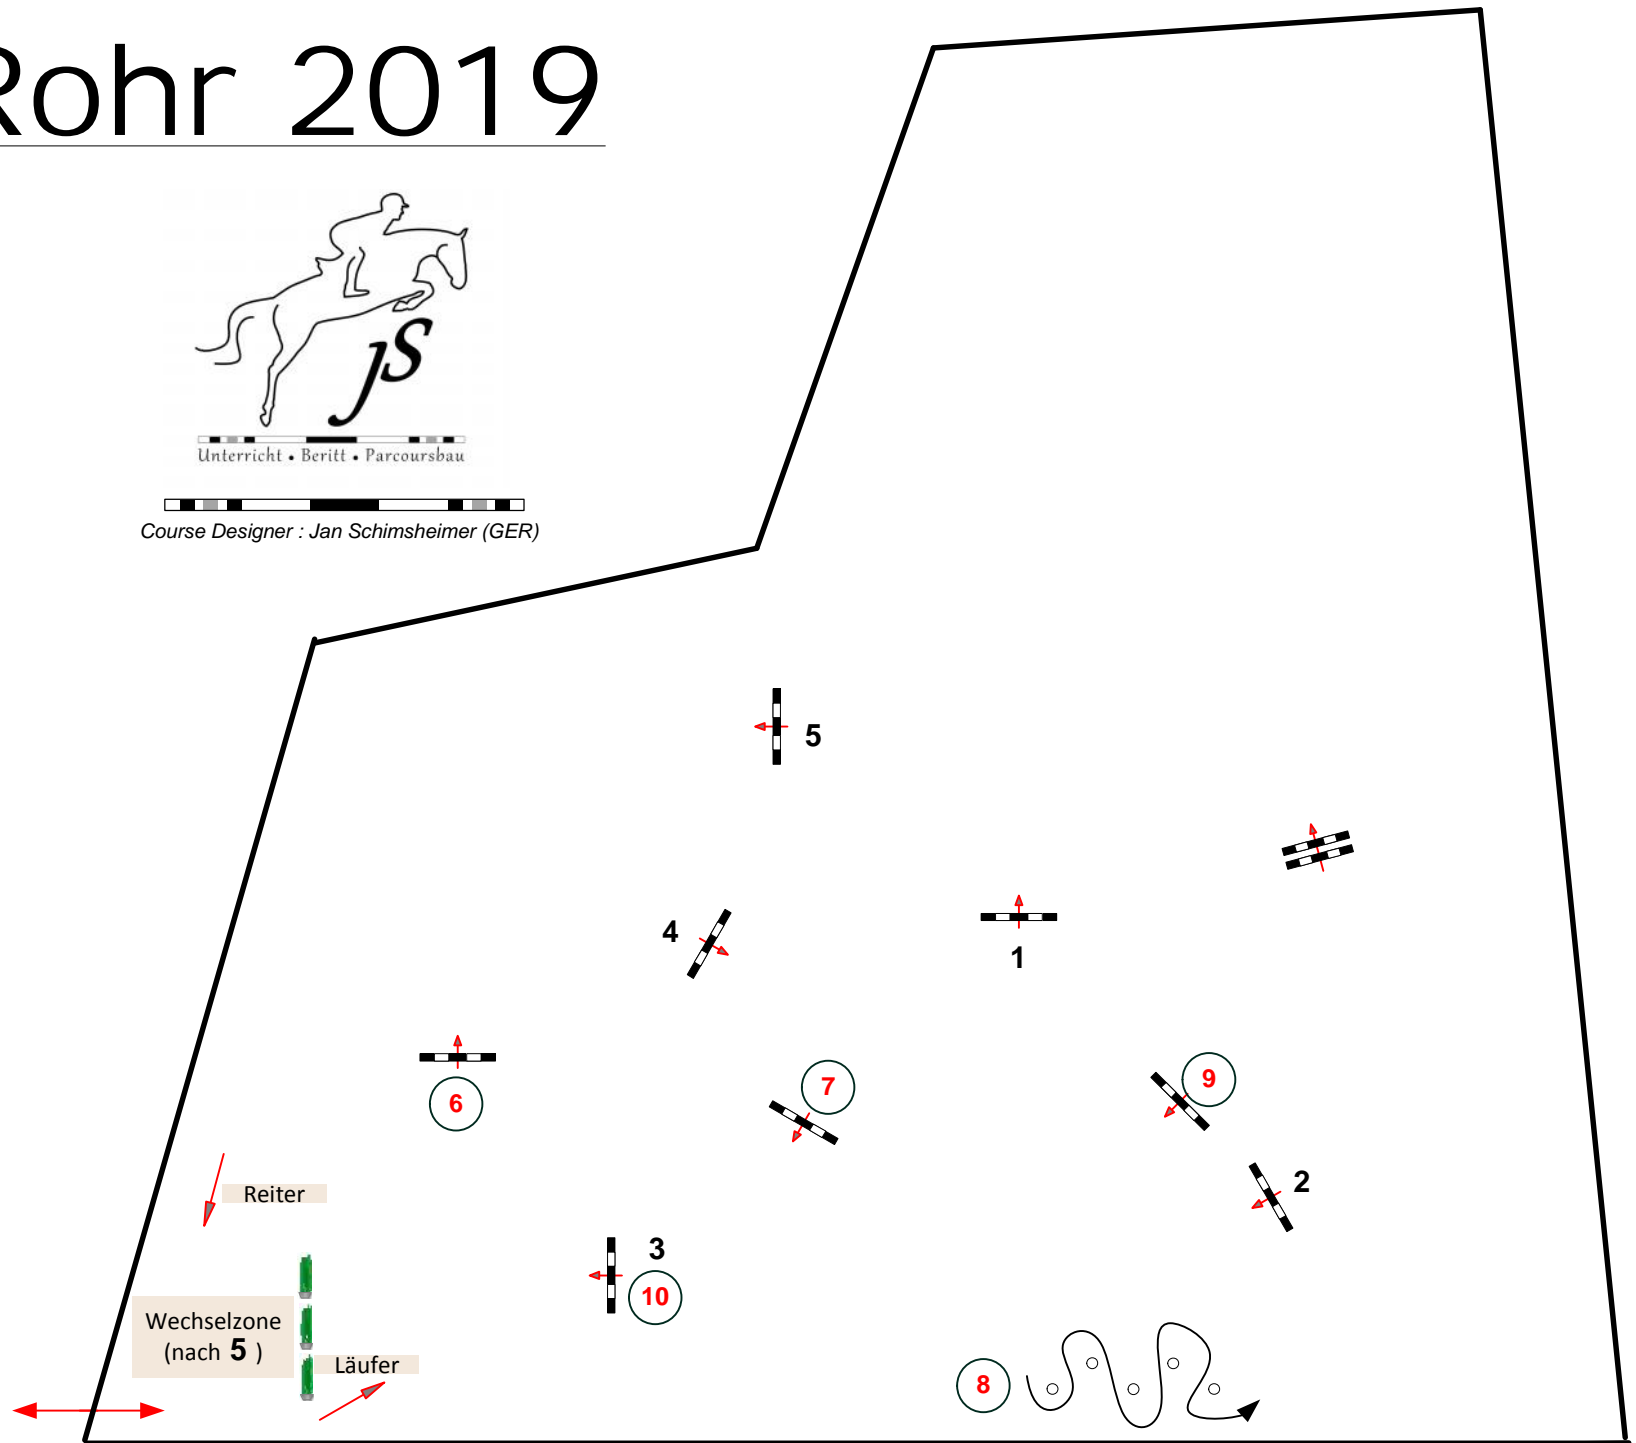 Rohr 2019
js
Unterricht • Beritt • Parcoursbau
Course Designer : Jan Schimsheimer (GER)
5
4
1
6
7
9
2
Reiter
3
10
Wechselzone
(nach 5 )
Läufer
8